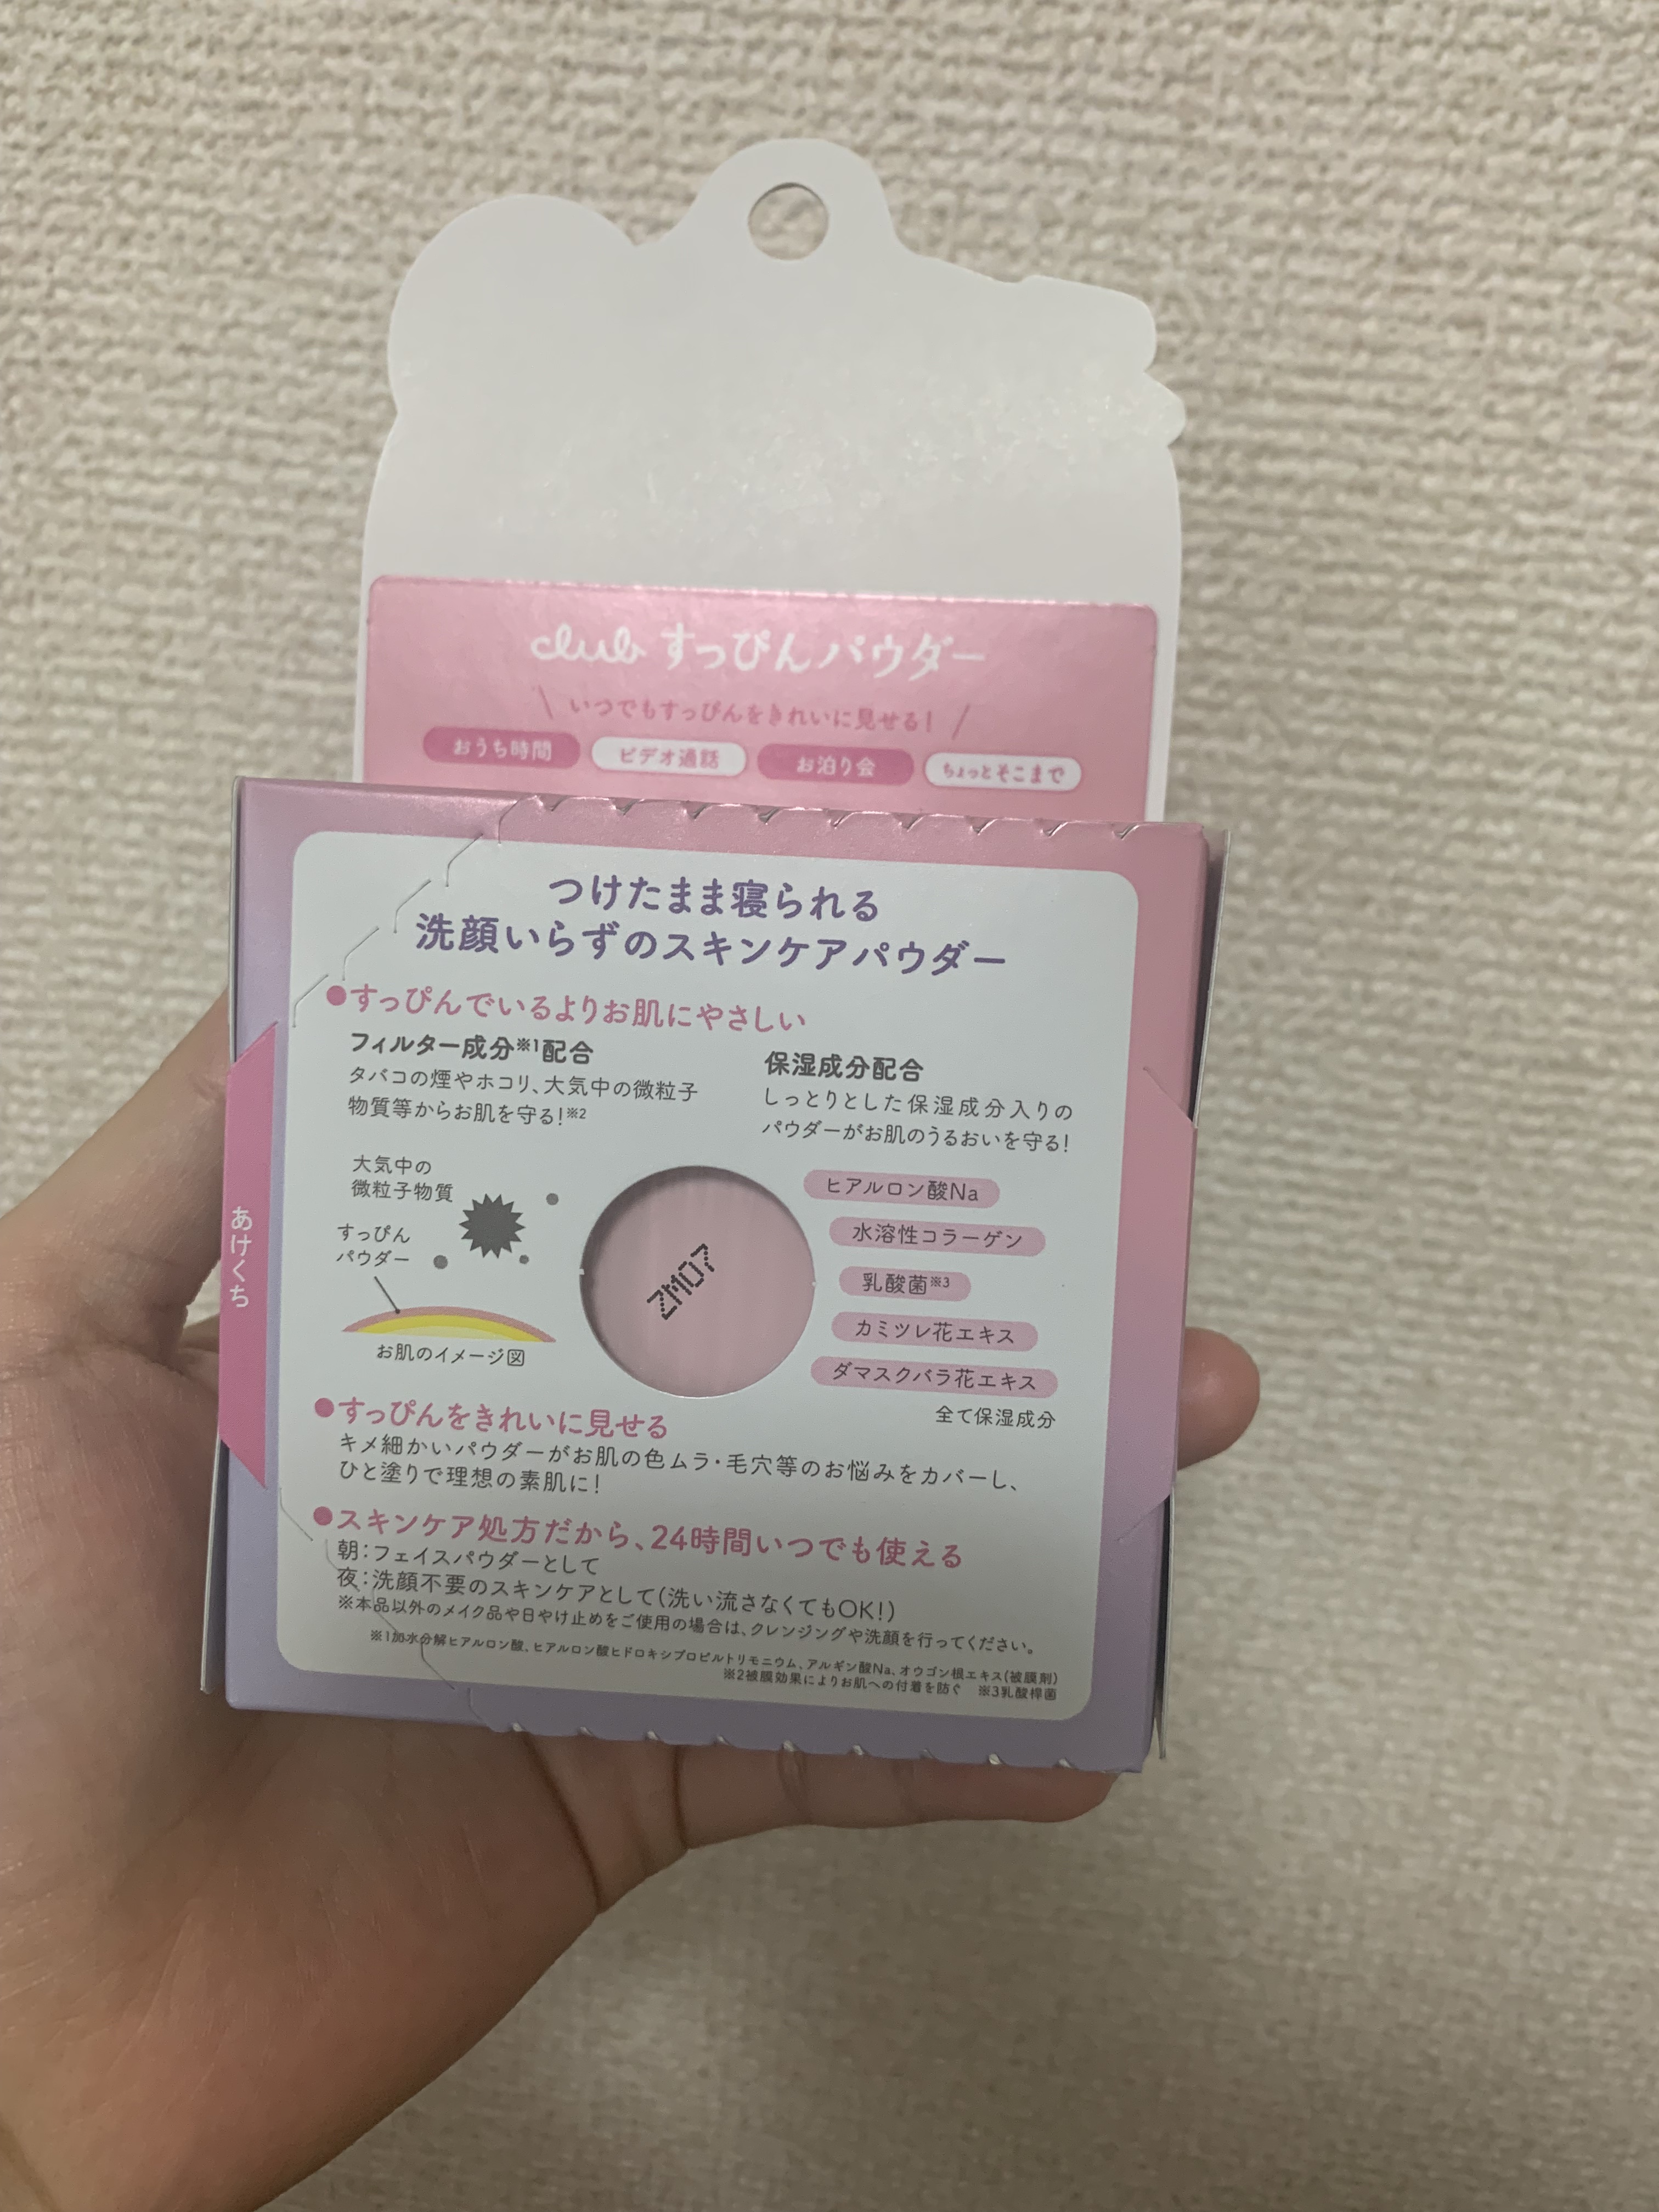 club すっぴんパウダー
\ いつでもすっぴんをきれいに見せる! /
おうち時間 ビデオ通話 お泊り会 ちょっとそこまで
つけたまま寝られる
洗顔いらずのスキンケアパウダー
●すっぴんでいるよりお肌にやさしい
フィルター成分※1配合
タバコの煙やホコリ、大気中の微粒子
物質等からお肌を守る!※2
保湿成分配合
しっとりとした保湿成分入りの
パウダーがお肌のうるおいを守る!
大気中の
微粒子物質
すっぴん
パウダー
お肌のイメージ図
ZM07
ヒアルロン酸Na
水溶性コラーゲン
乳酸菌※3
カミツレ花エキス
ダマスクバラ花エキス
全て保湿成分
あけくち
●すっぴんをきれいに見せる
キメ細かいパウダーがお肌の色ムラ・毛穴等のお悩みをカバーし、
ひと塗りで理想の素肌に!
●スキンケア処方だから、24時間いつでも使える
朝:フェイスパウダーとして
夜:洗顔不要のスキンケアとして(洗い流さなくてもOK!)
※本品以外のメイク品や日やけ止めをご使用の場合は、クレンジングや洗顔を行ってください。
※1加水分解ヒアルロン酸、ヒアルロン酸ヒドロキシプロピルトリモニウム、アルギン酸Na、オウゴン根エキス(被膜剤)
※2被膜効果によりお肌への付着を防ぐ ※3乳酸桿菌